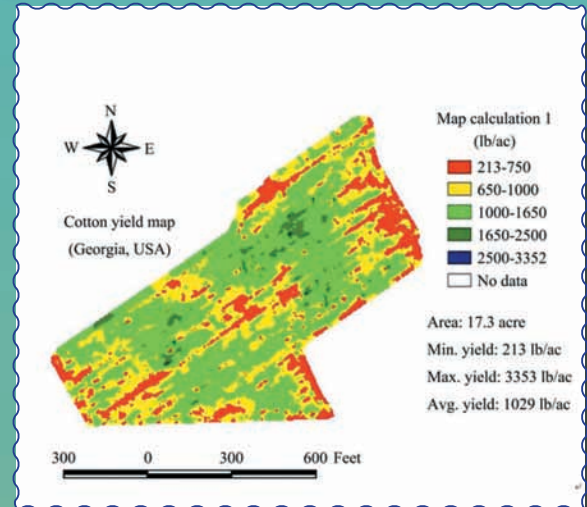 N
W E
S
Cotton yield map
(Georgia, USA)
Map calculation 1
(lb/ac)
213-750
650-1000
1000-1650
1650-2500
2500-3352
No data
Area: 17.3 acre
Min. yield: 213 lb/ac
Max. yield: 3353 lb/ac
Avg. yield: 1029 lb/ac
300 0 300 600 Feet